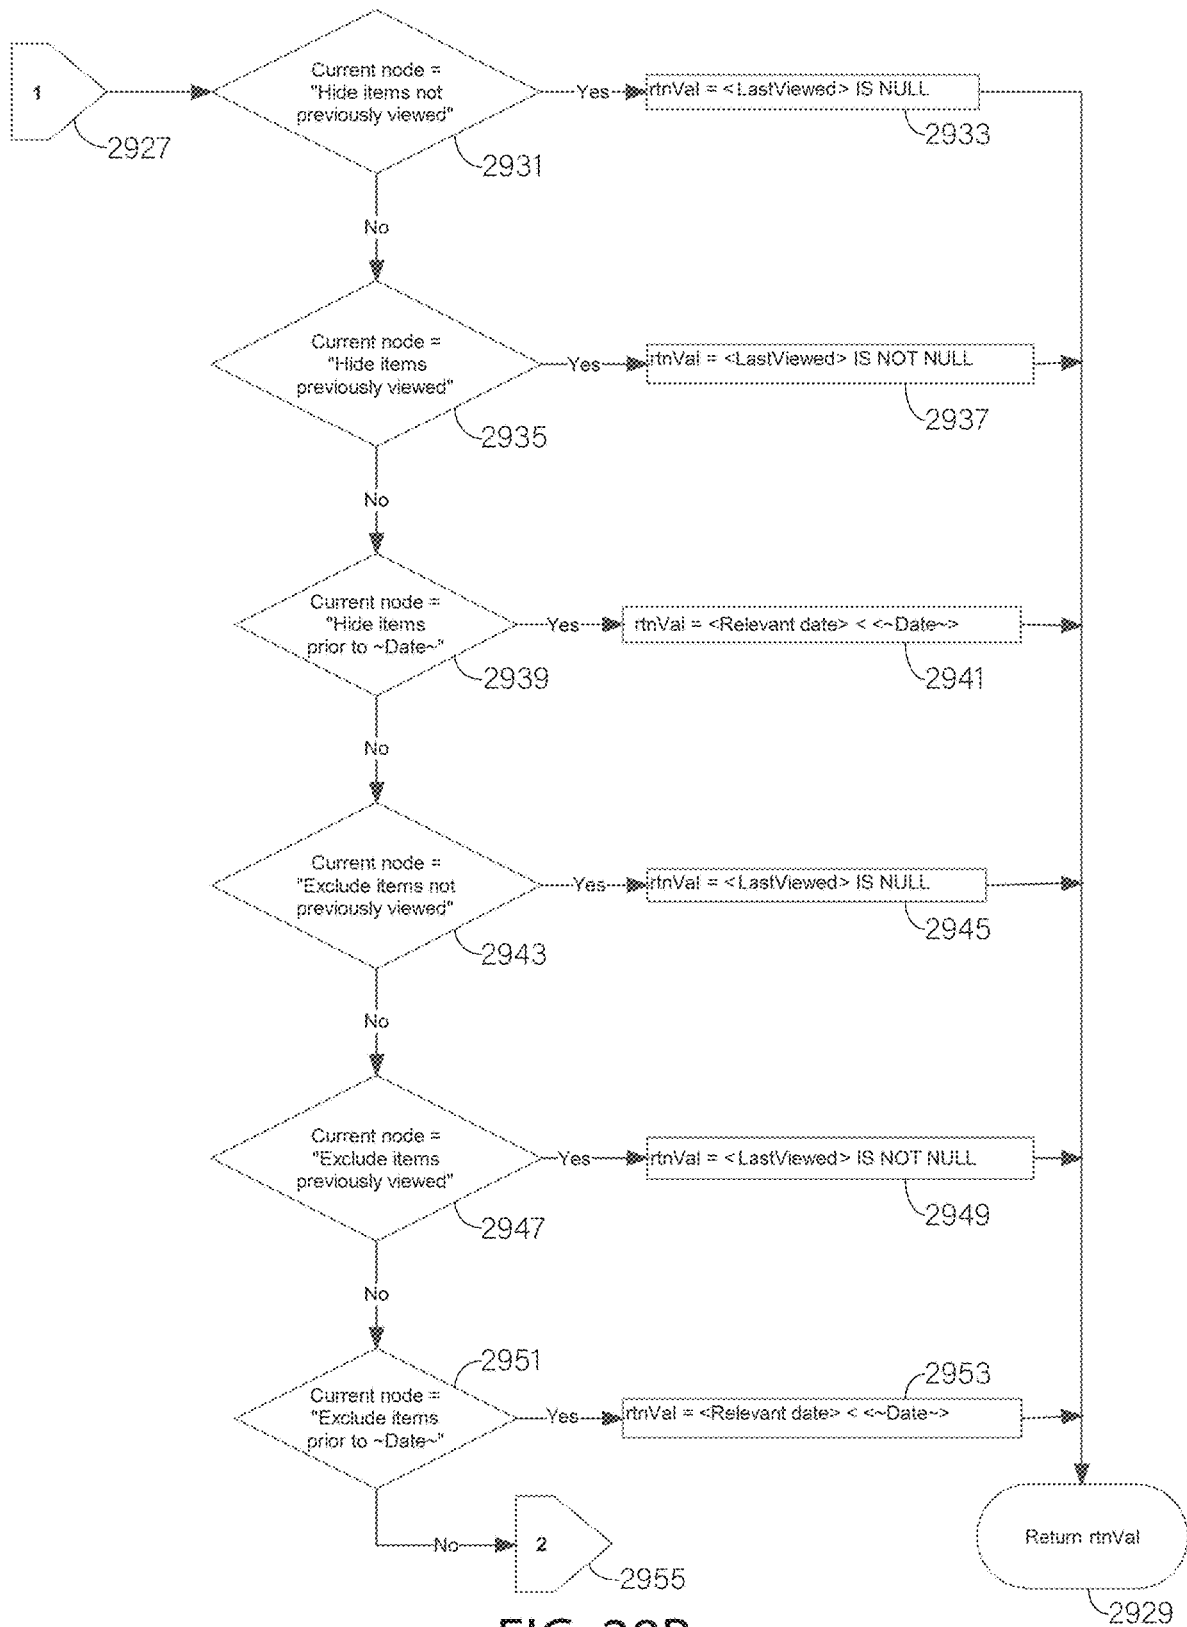 1
2927
Current node =
"Hide items not
previously viewed"
2931
Yes
rtnVal = <LastViewed> IS NULL
2933
No
Current node =
"Hide items
previously viewed"
2935
Yes
rtnVal = <LastViewed> IS NOT NULL
2937
No
Current node =
"Hide items
prior to ~Date~"
2939
Yes
rtnVal = <Relevant date> < <~Date~>
2941
No
Current node =
"Exclude items not
previously viewed"
2943
Yes
rtnVal = <LastViewed> IS NULL
2945
No
Current node =
"Exclude items
previously viewed"
2947
Yes
rtnVal = <LastViewed> IS NOT NULL
2949
No
Current node =
"Exclude items
prior to ~Date~"
2951
Yes
rtnVal = <Relevant date> < <~Date~>
2953
No
2
2955
Return rtnVal
2929